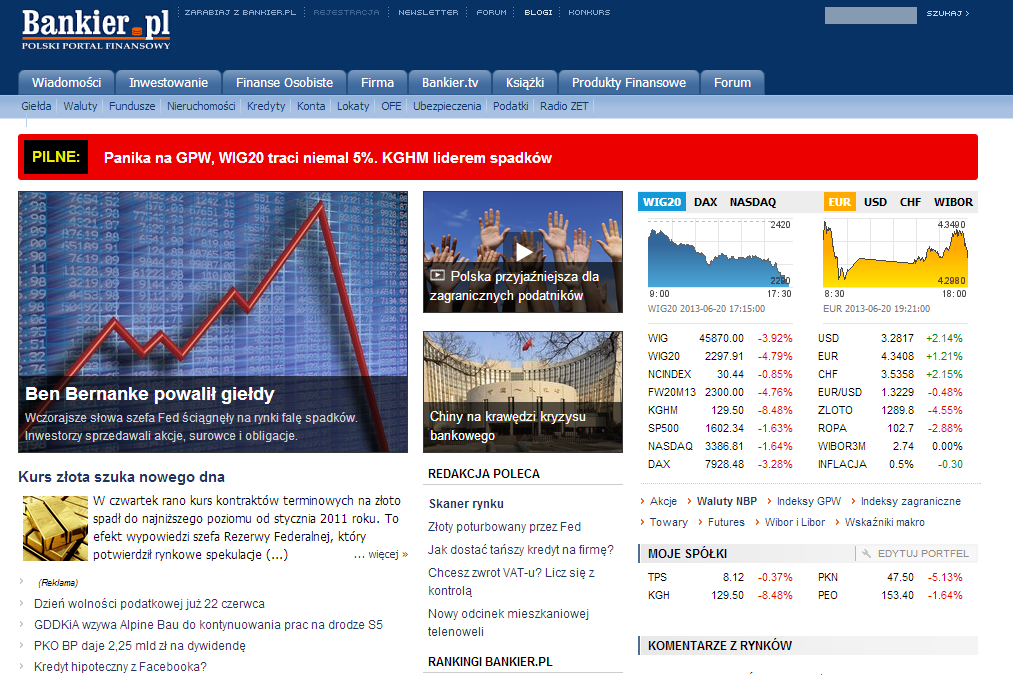 Bankier.pl
POLSKI PORTAL FINANSOWY
ZARABIAJ Z BANKIER.PL
REJESTRACJA
NEWSLETTER
FORUM
BLOGI
KONKURS
SZUKAJ
Wiadomości
Inwestowanie
Finanse Osobiste
Firma
Bankier.tv
Książki
Produkty Finansowe
Forum
Giełda
Waluty
Fundusze
Nieruchomości
Kredyty
Konta
Lokaty
OFE
Ubezpieczenia
Podatki
Radio ZET
PILNE: Panika na GPW, WIG20 traci niemal 5%. KGHM liderem spadków
Ben Bernanke powalił giełdy
Wczorajsze słowa szefa Fed ściągnęły na rynki falę spadków.
Inwestorzy sprzedawali akcje, surowce i obligacje.
Kurs złota szuka nowego dna
W czwartek rano kurs kontraktów terminowych na złoto
spadł do najniższego poziomu od stycznia 2011 roku. To
efekt wypowiedzi szefa Rezerwy Federalnej, który
potwierdził rynkowe spekulacje (...)
... więcej »
(Reklama)
Dzień wolności podatkowej już 22 czerwca
GDDKiA wzywa Alpine Bau do kontynuowania prac na drodze S5
PKO BP daje 2,25 mld zł na dywidendę
Kredyt hipoteczny z Facebooka?
Polska przyjaźniejsza dla
zagranicznych podatników
Chiny na krawędzi kryzysu
bankowego
REDAKCJA POLECA
Skaner rynku
Złoty poturbowany przez Fed
Jak dostać tańszy kredyt na firmę?
Chcesz zwrot VAT-u? Licz się z
kontrolą
Nowy odcinek mieszkaniowej
telenoweli
RANKINGI BANKIER.PL
WIG20 DAX NASDAQ
2420
9:00 17:30
WIG20 2013-06-20 17:15:00
EUR USD CHF WIBOR
4.3490
4.2980
8:30 18:00
EUR 2013-06-20 19:21:00
WIG 45870.00 -3.92%
WIG20 2297.91 -4.79%
NCINDEX 30.44 -0.85%
FW20M13 2300.00 -4.76%
KGHM 129.50 -8.48%
SP500 1602.34 -1.63%
NASDAQ 3386.81 -1.64%
DAX 7928.48 -3.28%
USD 3.2817 +2.14%
EUR 4.3408 +1.21%
CHF 3.5358 +2.15%
EUR/USD 1.3229 -0.48%
ZLOTO 1289.8 -4.55%
ROPA 102.7 -2.88%
WIBOR3M 2.74 0.00%
INFLACJA 0.5% -0.30
Akcje Waluty NBP Indeksy GPW Indeksy zagraniczne
Towary Futures Wibor i Libor Wskaźniki makro
MOJE SPÓŁKI
EDYTUJ PORTFEL
TPS 8.12 -0.37% PKN 47.50 -5.13%
KGH 129.50 -8.48% PEO 153.40 -1.64%
KOMENTARZE Z RYNKÓW